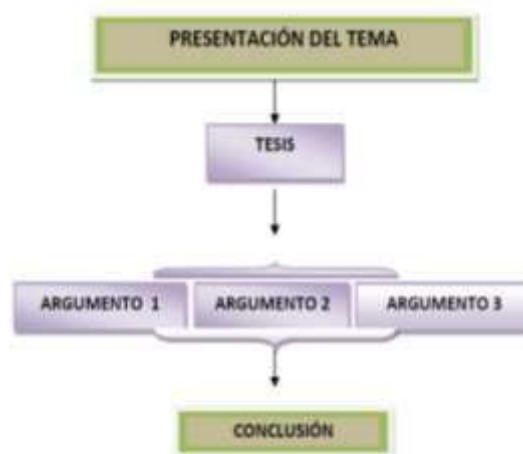 PRESENTACIÓN DEL TEMA
TESIS
ARGUMENTO 1 ARGUMENTO 2 ARGUMENTO 3
CONCLUSIÓN